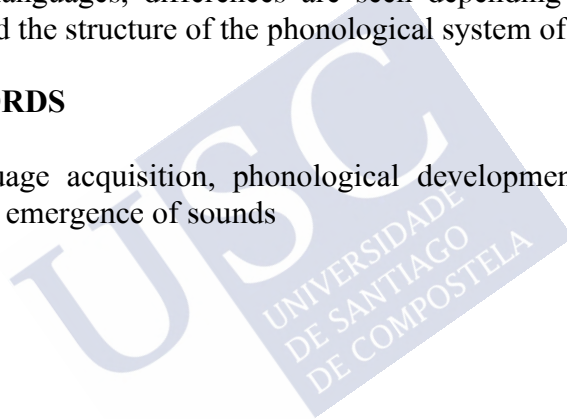 languages, differences are seen depending
d the structure of the phonological system of
RDS
uage acquisition, phonological developmen
emergence of sounds
USC
UNIVERSIDADE
DE SANTIAGO
DE COMPOSTELA